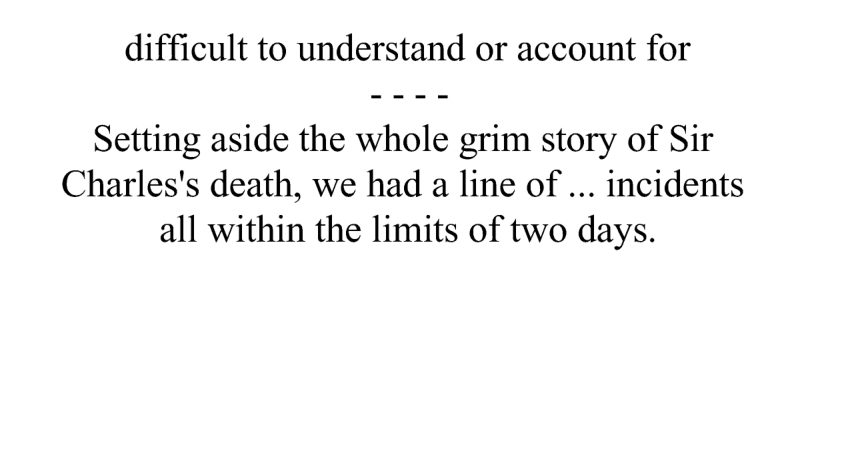 difficult to understand or account for
- - - -
Setting aside the whole grim story of Sir
Charles's death, we had a line of ... incidents
all within the limits of two days.